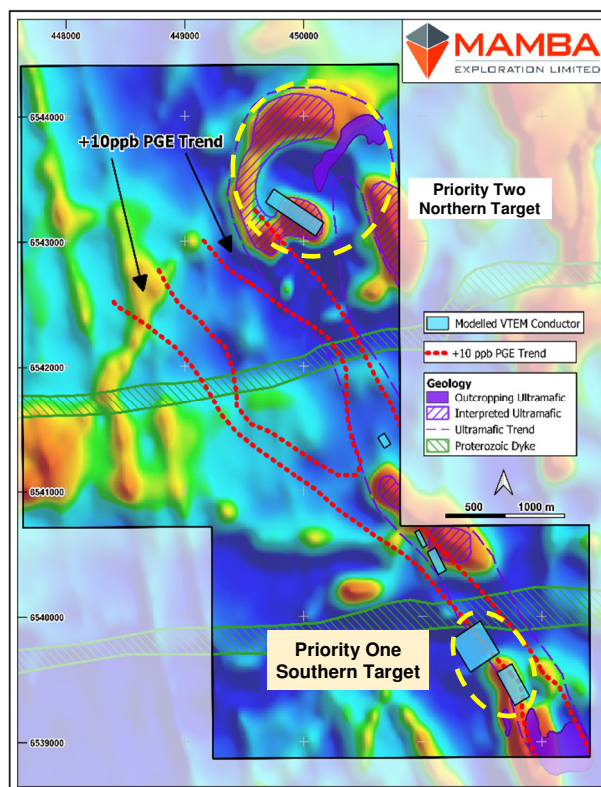 448000
449000
450000
MAMBA
EXPLORATION LIMITED
6544000
+10ppb PGE Trend
Priority Two
Northern Target
6543000
Modelled VTEM Conductor
+10 ppb PGE Trend
6542000
Geology
Outcropping Ultramafic
Interpreted Ultramafic
Ultramafic Trend
Proterozoic Dyke
6541000
500
1000 m
6540000
Priority One
Southern Target
6539000